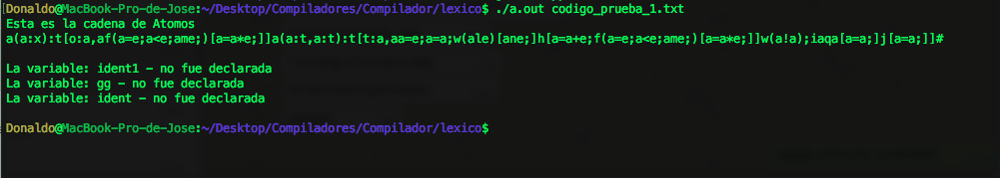 Donaldo@MacBook-Pro-de-Jose:~/Desktop/Compiladores/Compilador/lexico$ ./a.out codigo_prueba_1.txt
Esta es la cadena de Atomos
a(a:x):t[o:a,af(a=e;a<e;ame;)[a=a*e;]]a(a:t,a:t):t[t:a,aa=e;a=a;w(ale)[ane;]h[a=a+e;f(a=e;a<e;ame;)[a=a*e;]]w(a!a);iaqa[a=a;]j[a=a;]]#
La variable: ident1 - no fue declarada
La variable: gg - no fue declarada
La variable: ident - no fue declarada
Donaldo@MacBook-Pro-de-Jose:~/Desktop/Compiladores/Compilador/lexico$